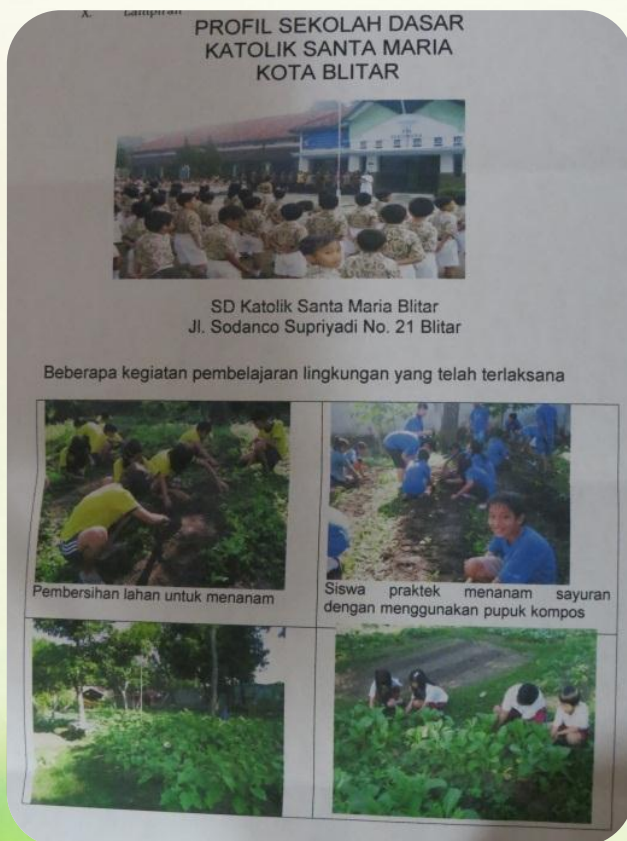 X. Lampiran
PROFIL SEKOLAH DASAR
KATOLIK SANTA MARIA
KOTA BLITAR
SD Katolik Santa Maria Blitar
Jl. Sodanco Supriyadi No. 21 Blitar
Beberapa kegiatan pembelajaran lingkungan yang telah terlaksana
Pembersihan lahan untuk menanam
Siswa praktek menanam sayuran
dengan menggunakan pupuk kompos